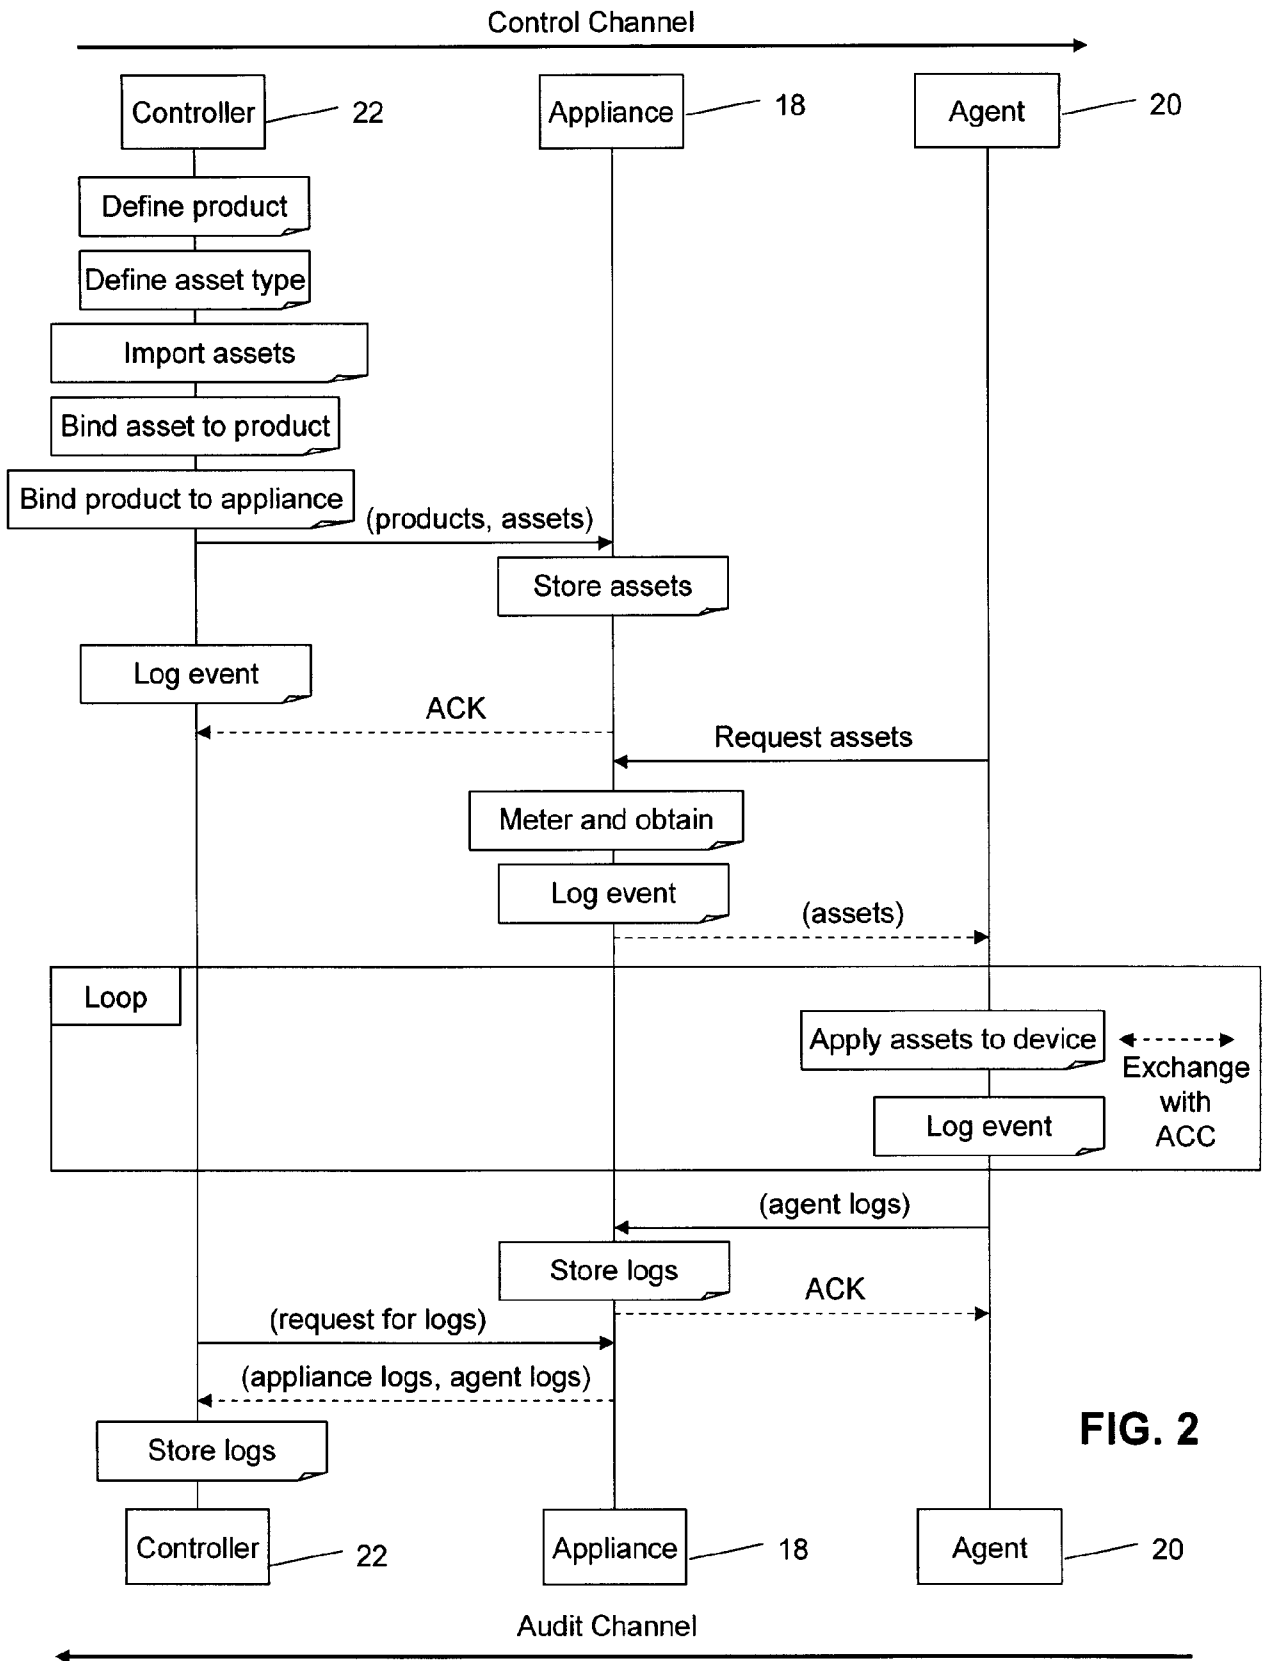 Control Channel
Controller
22
Appliance
18
Agent
20
Define product
Define asset type
Import assets
Bind asset to product
Bind product to appliance
(products, assets)
Store assets
Log event
ACK
Request assets
Meter and obtain
Log event
(assets)
Loop
Apply assets to device
Exchange
with
ACC
Log event
(agent logs)
Store logs
ACK
(request for logs)
(appliance logs, agent logs)
FIG. 2
Store logs
Controller
22
Appliance
18
Agent
20
Audit Channel